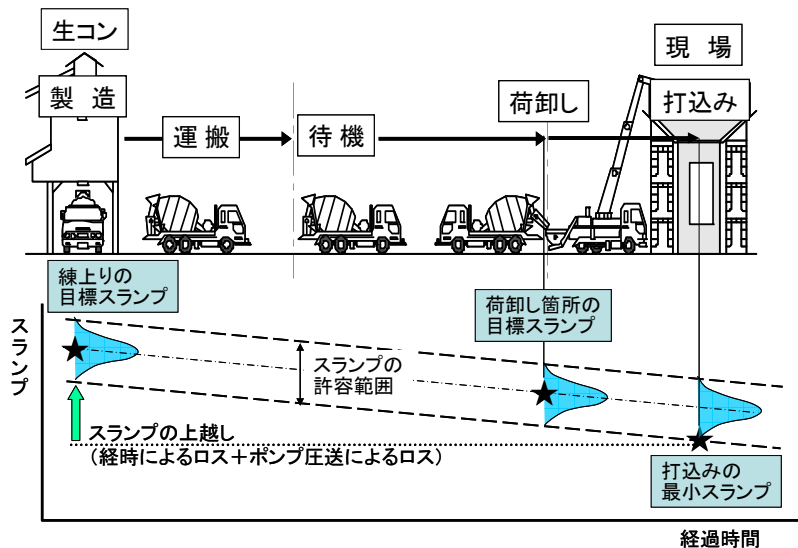 生コン
製 造
運 搬
待 機
荷卸し
現 場
打込み
練上りの
目標スランプ
荷卸し箇所の
目標スランプ
スランプ
スランプの
許容範囲
スランプの上越し
(経時によるロス+ポンプ圧送によるロス)
打込みの
最小スランプ
経過時間